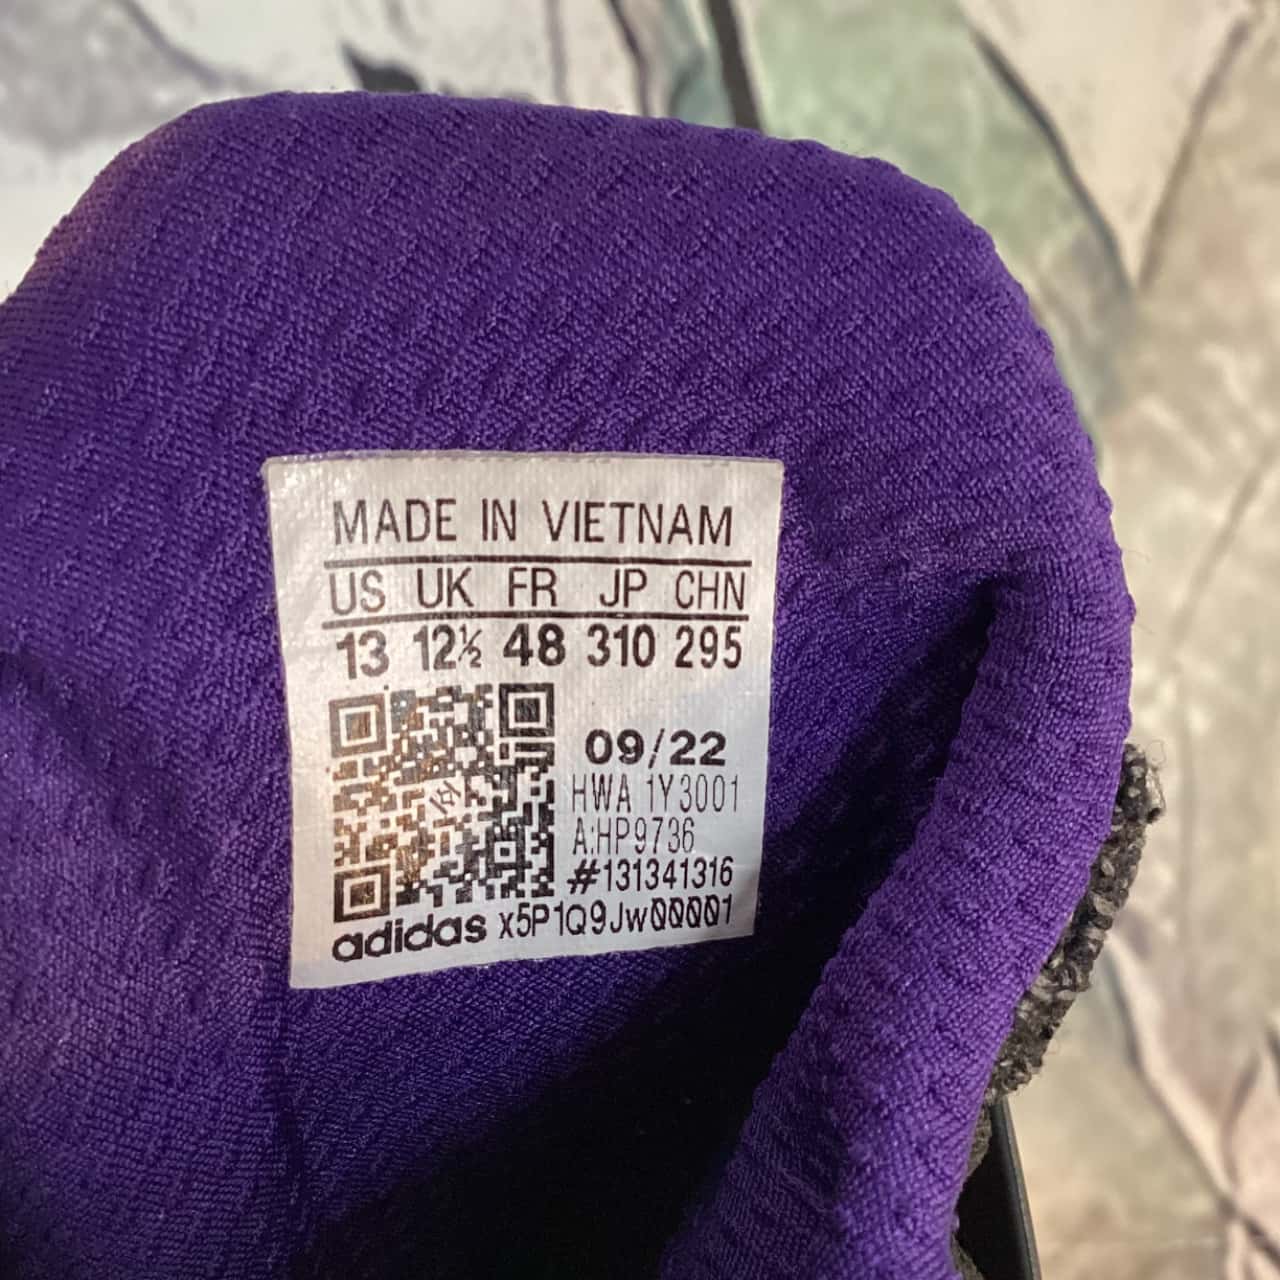 MADE IN VIETNAM
US UK FR JP CHN
13 12½ 48 310 295
09/22
HWA 1Y3001
A:HP9736
#131341316
adidas x5P1Q9Jw00001